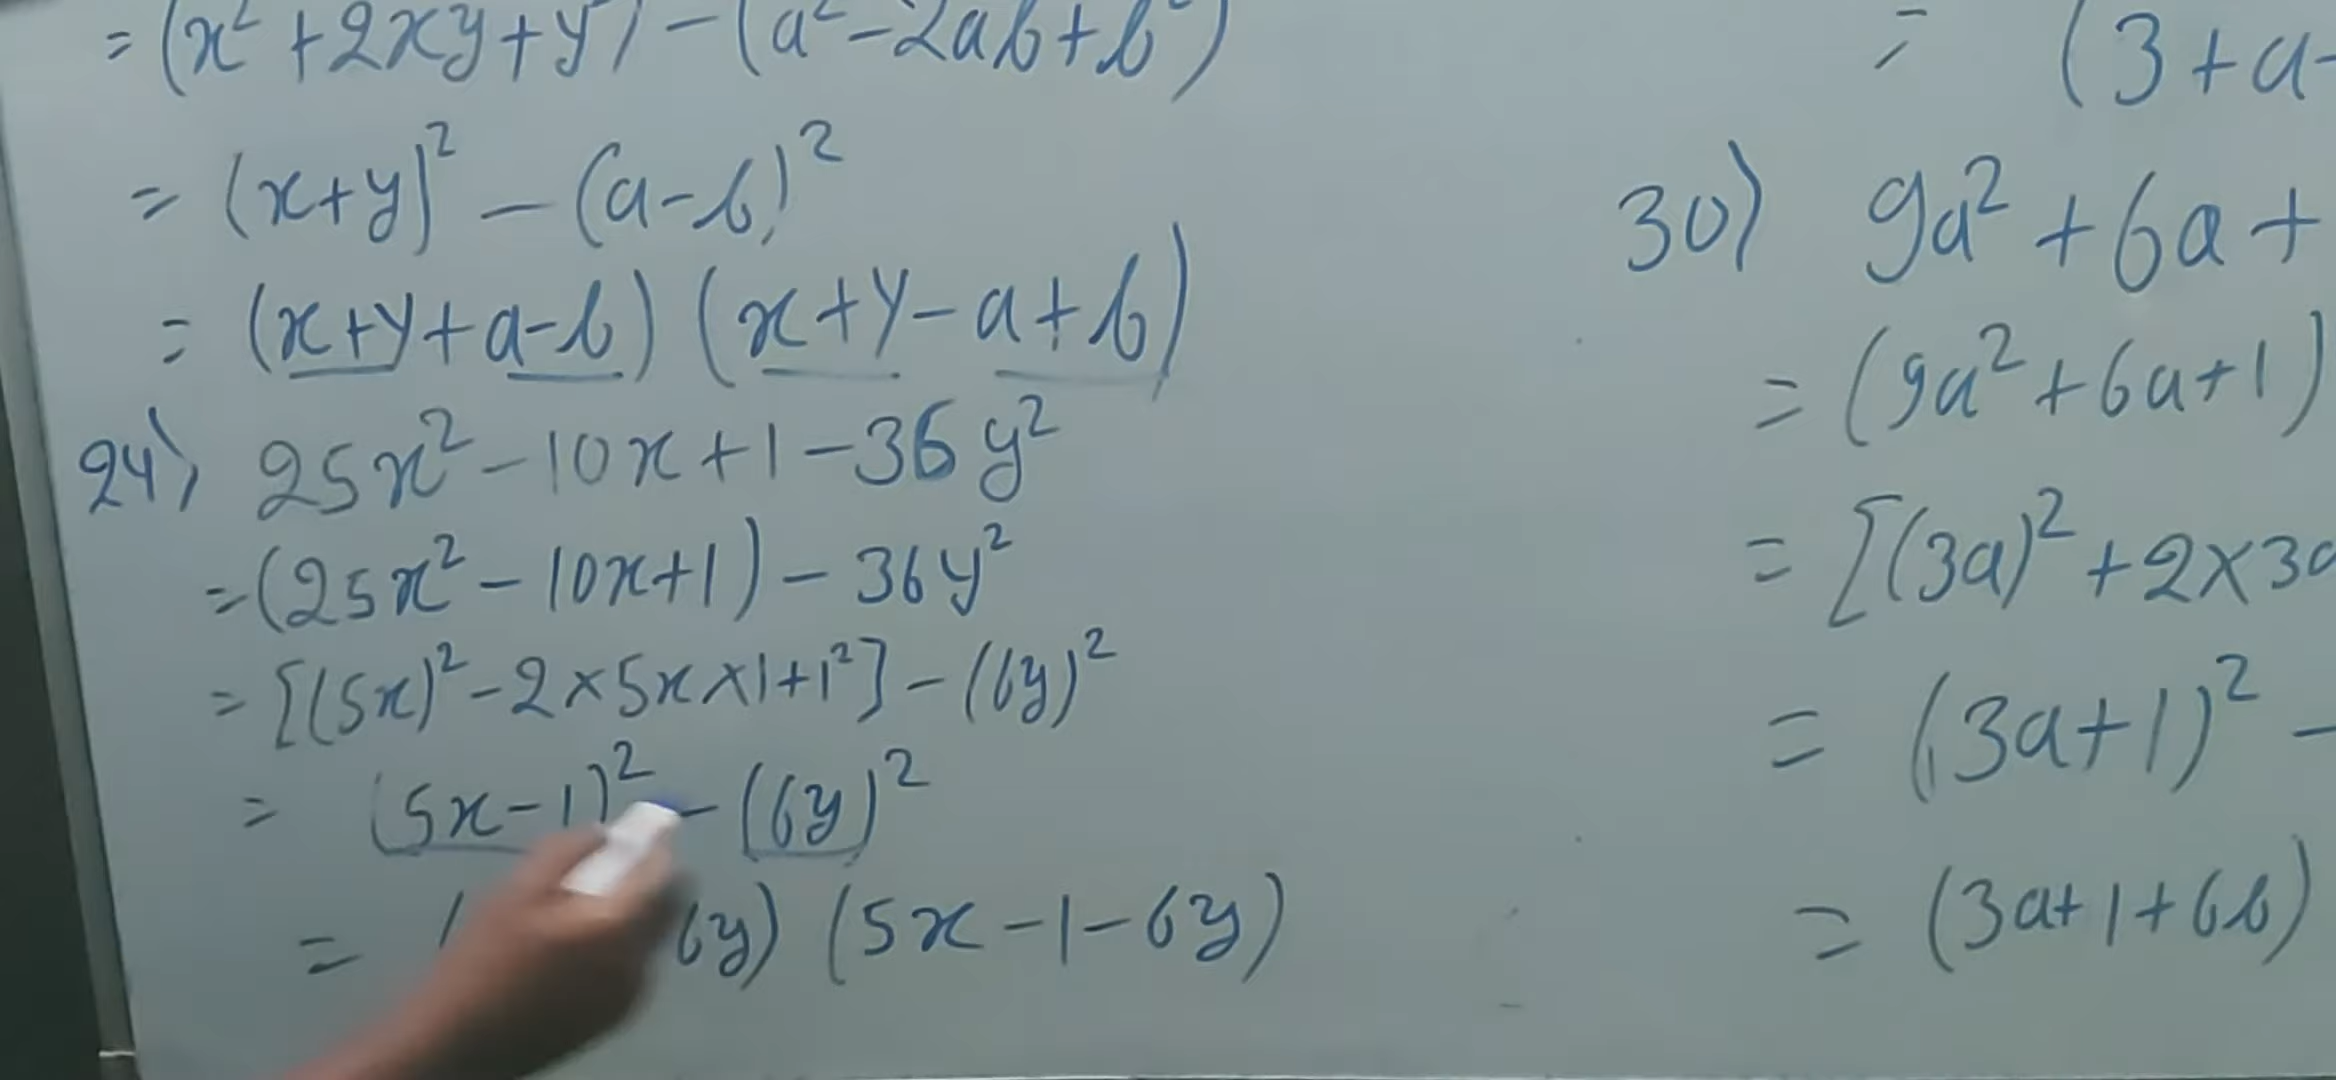 = (x² + 2xy + y²) - (a² - 2ab + b²)
= (x+y)² - (a-b)²
= (x+y+a-b) (x+y-a+b)
24) 25x² - 10x + 1 - 36y²
= (25x² - 10x + 1) - 36y²
= [(5x)² - 2×5x×1+1²] - (6y)²
= (5x-1)² - (6y)²
= ( 6y) (5x - 1 - 6y)
= (3 + a -
30) 9a² + 6a +
= (9a² + 6a + 1)
= [(3a)² + 2×3a
= (3a+1)² -
= (3a+1+6b)